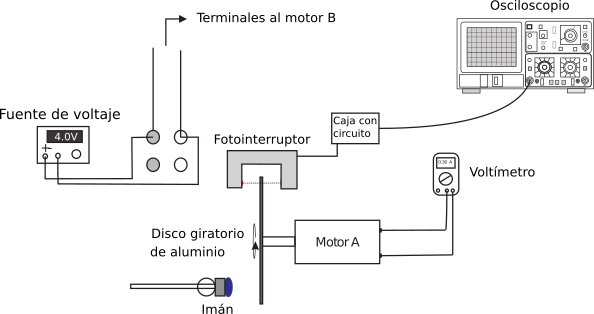 Osciloscopio
Terminales al motor B
Fuente de voltaje
4.0V
Caja con
circuito
Fotointerruptor
0.30 A
Voltímetro
Disco giratorio
de aluminio
Motor A
Imán